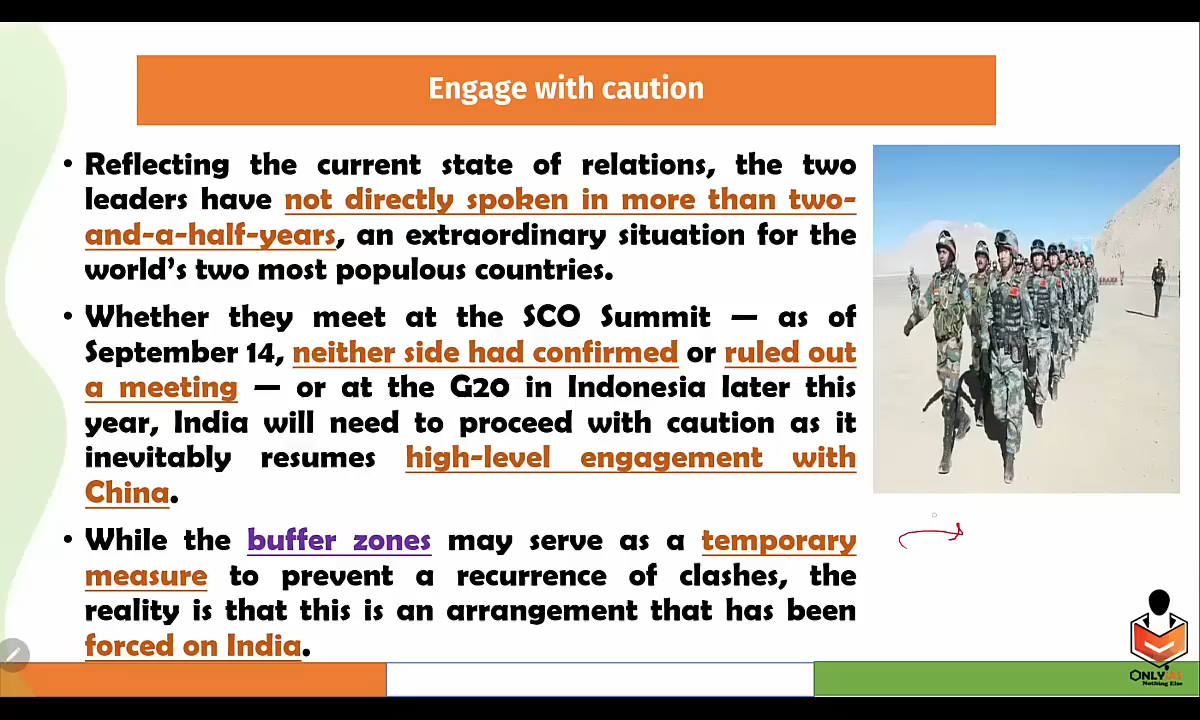 Engage with caution
• Reflecting the current state of relations, the two
leaders have not directly spoken in more than two-
and-a-half-years, an extraordinary situation for the
world's two most populous countries.
• Whether they meet at the SCO Summit — as of
September 14, neither side had confirmed or ruled out
a meeting — or at the G20 in Indonesia later this
year, India will need to proceed with caution as it
inevitably resumes high-level engagement with
China.
• While the buffer zones may serve as a temporary
measure to prevent a recurrence of clashes, the
reality is that this is an arrangement that has been
forced on India.
ONLYIAS
Nothing Else